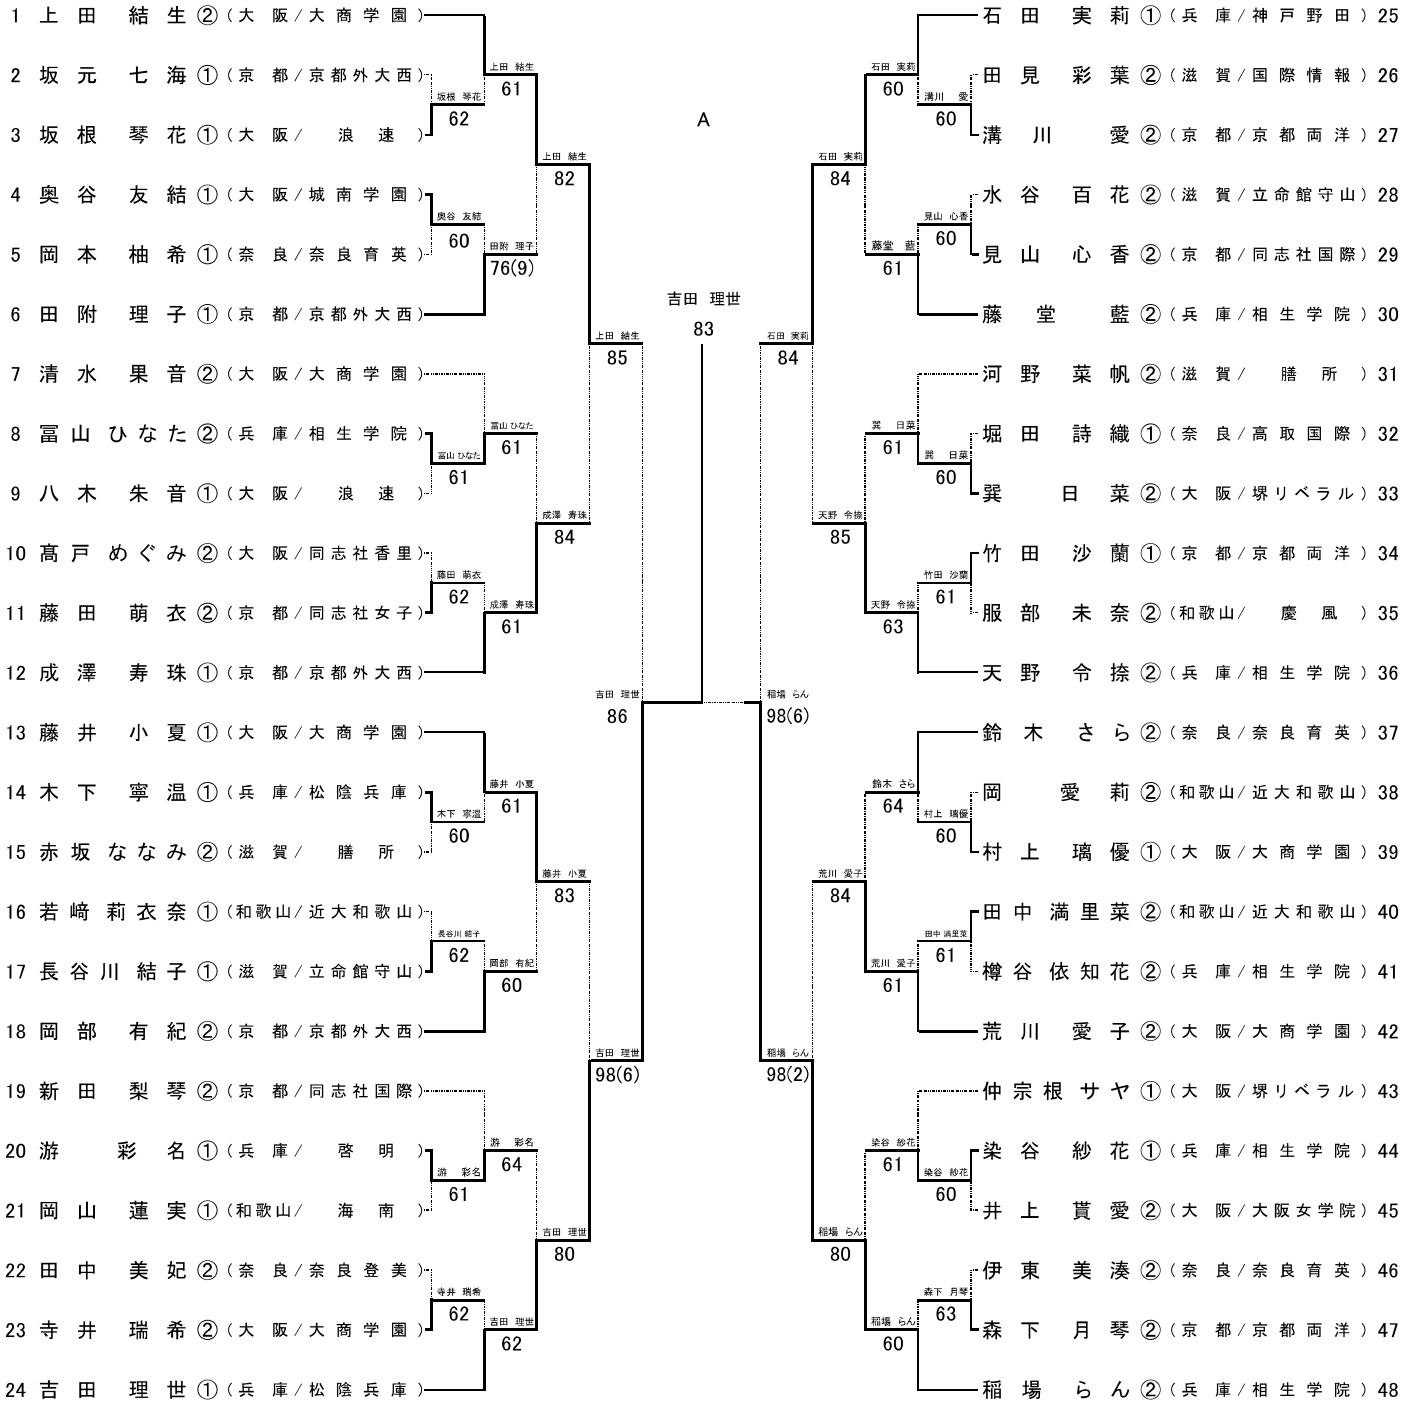 A
吉田 理世
83
1 上田 結生 ② (大 阪/大商学園)
2 坂元 七海 ① (京 都/京都外大西)
3 坂根 琴花 ① (大 阪/浪速)
4 奥谷 友結 ① (大 阪/城南学園)
5 岡本 柚希 ① (奈 良/奈良育英)
6 田附 理子 ① (京 都/京都外大西)
7 清水 果音 ② (大 阪/大商学園)
8 冨山 ひなた ② (兵 庫/相生学院)
9 八木 朱音 ① (大 阪/浪速)
10 髙戸 めぐみ ② (大 阪/同志社香里)
11 藤田 萌衣 ② (京 都/同志社女子)
12 成澤 寿珠 ① (京 都/京都外大西)
13 藤井 小夏 ① (大 阪/大商学園)
14 木下 寧温 ① (兵 庫/松陰兵庫)
15 赤坂 ななみ ② (滋 賀/膳所)
16 若﨑 莉衣奈 ① (和歌山/近大和歌山)
17 長谷川 結子 ① (滋 賀/立命館守山)
18 岡部 有紀 ② (京 都/京都外大西)
19 新田 梨琴 ② (京 都/同志社国際)
20 游 彩名 ① (兵 庫/啓明)
21 岡山 蓮実 ① (和歌山/海南)
22 田中 美妃 ② (奈 良/奈良登美)
23 寺井 瑞希 ② (大 阪/大商学園)
24 吉田 理世 ① (兵 庫/松陰兵庫)
坂根 琴花
62
奥谷 友結
60
冨山 ひなた
61
藤田 萌衣
62
木下 寧温
60
長谷川 結子
62
游 彩名
61
寺井 瑞希
62
上田 結生
61
田附 理子
76(9)
冨山 ひなた
61
成澤 寿珠
61
藤井 小夏
61
岡部 有紀
60
游 彩名
64
吉田 理世
62
上田 結生
82
成澤 寿珠
84
藤井 小夏
83
吉田 理世
80
上田 結生
85
吉田 理世
98(6)
吉田 理世
86
稲場 らん
98(6)
石田 実莉
84
稲場 らん
98(2)
石田 実莉
84
天野 令捺
85
荒川 愛子
84
稲場 らん
80
石田 実莉
60
藤堂 藍
61
巽 日菜
61
天野 令捺
63
鈴木 さら
64
荒川 愛子
61
染谷 紗花
61
稲場 らん
60
溝川 愛
60
見山 心香
60
巽 日菜
60
竹田 沙蘭
61
村上 璃優
60
田中 満里菜
61
染谷 紗花
60
森下 月琴
63
石田 実莉 ① (兵 庫/神戸野田) 25
田見 彩葉 ② (滋 賀/国際情報) 26
溝川 愛 ② (京 都/京都両洋) 27
水谷 百花 ② (滋 賀/立命館守山) 28
見山 心香 ② (京 都/同志社国際) 29
藤堂 藍 ② (兵 庫/相生学院) 30
河野 菜帆 ② (滋 賀/膳所) 31
堀田 詩織 ① (奈 良/高取国際) 32
巽 日菜 ② (大 阪/堺リベラル) 33
竹田 沙蘭 ① (京 都/京都両洋) 34
服部 未奈 ② (和歌山/慶風) 35
天野 令捺 ② (兵 庫/相生学院) 36
鈴木 さら ② (奈 良/奈良育英) 37
岡 愛莉 ② (和歌山/近大和歌山) 38
村上 璃優 ① (大 阪/大商学園) 39
田中 満里菜 ② (和歌山/近大和歌山) 40
樽谷 依知花 ② (兵 庫/相生学院) 41
荒川 愛子 ② (大 阪/大商学園) 42
仲宗根 サヤ ① (大 阪/堺リベラル) 43
染谷 紗花 ① (兵 庫/相生学院) 44
井上 貰愛 ② (大 阪/大阪女学院) 45
伊東 美湊 ② (奈 良/奈良育英) 46
森下 月琴 ② (京 都/京都両洋) 47
稲場 らん ② (兵 庫/相生学院) 48